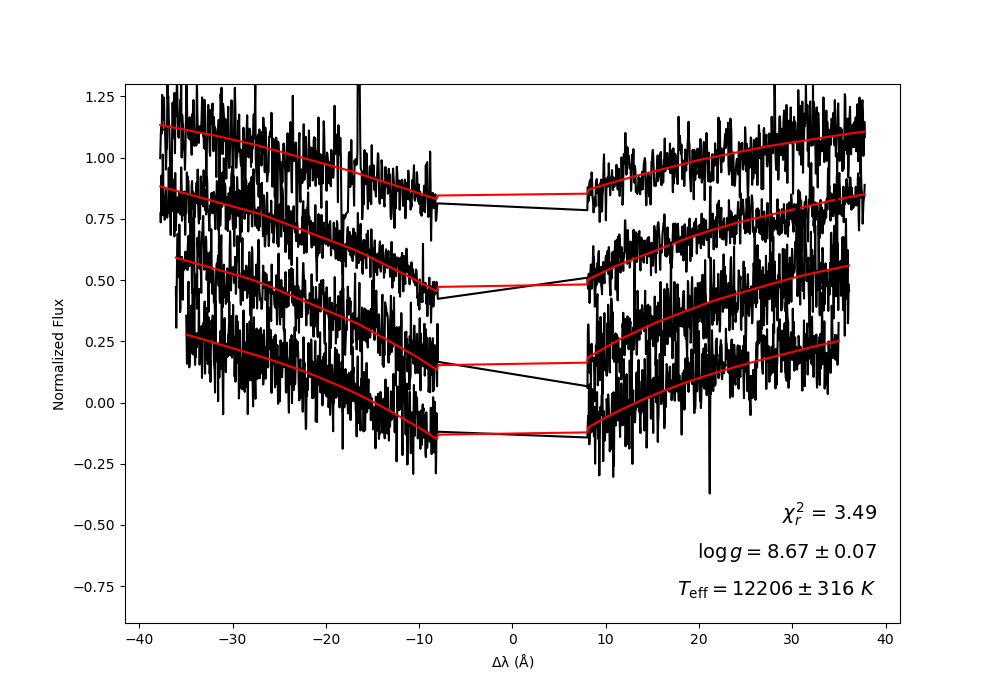 1.25
1.00
0.75
0.50
0.25
0.00
−0.25
−0.50
−0.75
Normalized Flux
χ²ᵣ = 3.49
log g = 8.67 ± 0.07
T_eff = 12206 ± 316 K
−40 −30 −20 −10 0 10 20 30 40
Δλ (Å)